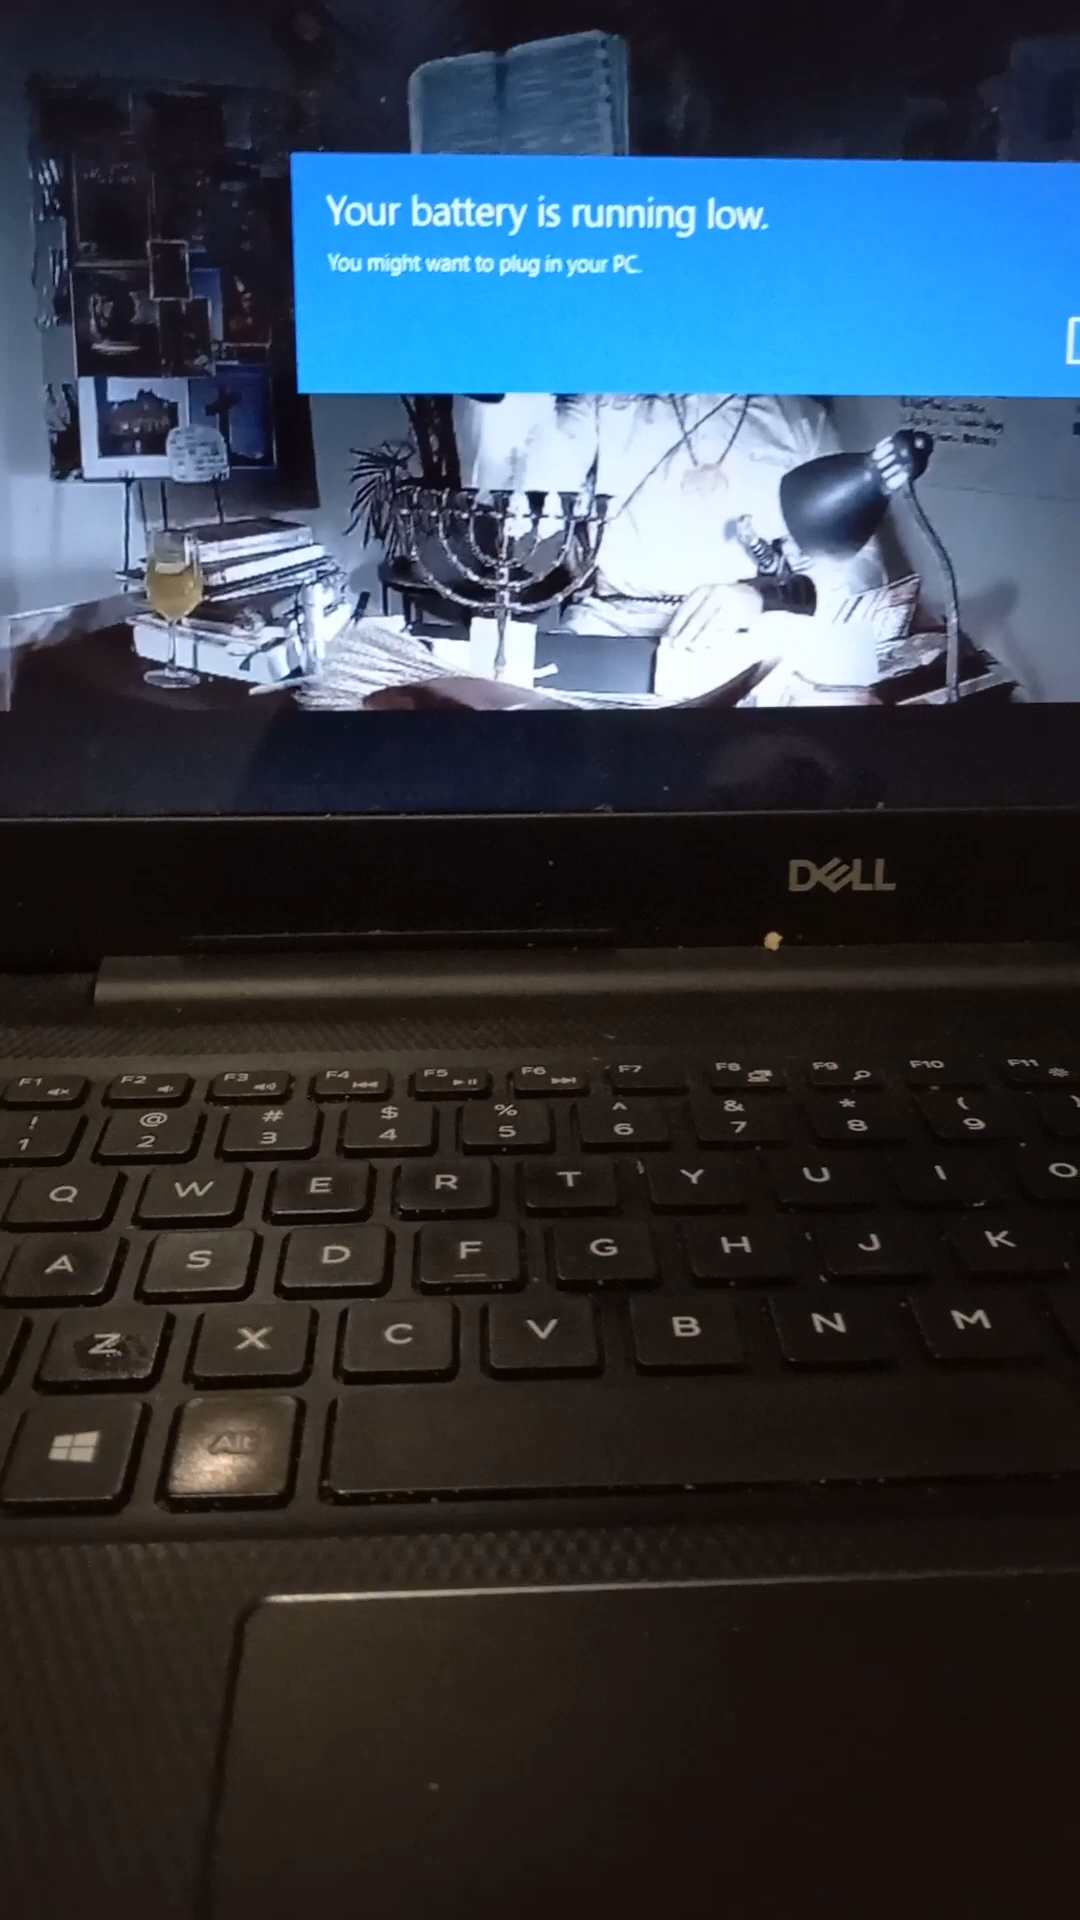 Your battery is running low.
You might want to plug in your PC.
DELL
F1 F2 F3 F4 F5 F6 F7 F8 F9 F10 F11
! @ # $ % ^ & * (
1 2 3 4 5 6 7 8 9
Q W E R T Y U I O
A S D F G H J K
Z X C V B N M
Alt